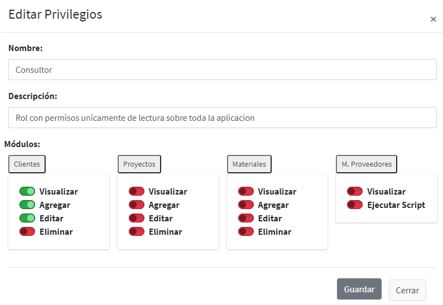 Editar Privilegios
×
Nombre:
Consultor
Descripción:
Rol con permisos unicamente de lectura sobre toda la aplicacion
Módulos:
Clientes
Visualizar
Agregar
Editar
Eliminar
Proyectos
Visualizar
Agregar
Editar
Eliminar
Materiales
Visualizar
Agregar
Editar
Eliminar
M. Proveedores
Visualizar
Ejecutar Script
Guardar
Cerrar